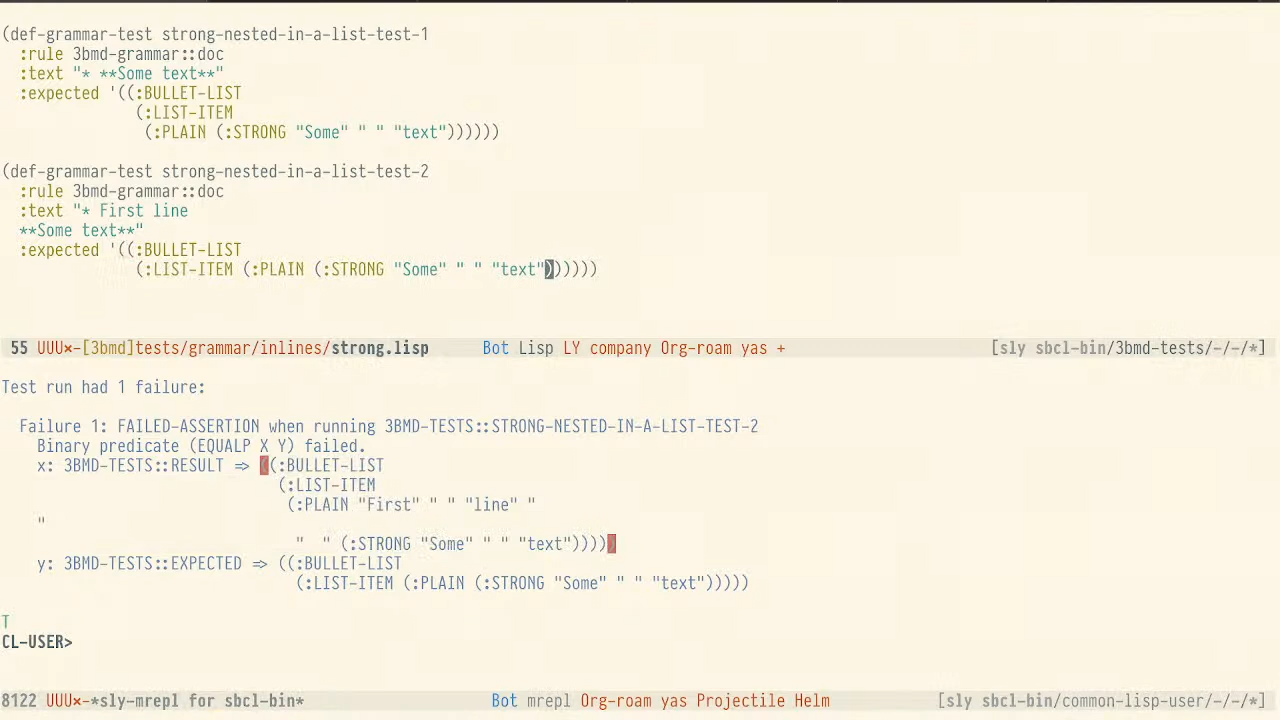 (def-grammar-test strong-nested-in-a-list-test-1
  :rule 3bmd-grammar::doc
  :text "* **Some text**"
  :expected '((:BULLET-LIST
               (:LIST-ITEM
                (:PLAIN (:STRONG "Some" " " "text"))))))
(def-grammar-test strong-nested-in-a-list-test-2
  :rule 3bmd-grammar::doc
  :text "* First line
  **Some text**"
  :expected '((:BULLET-LIST
               (:LIST-ITEM (:PLAIN (:STRONG "Some" " " "text"))))))
55 UUU×-[3bmd]tests/grammar/inlines/strong.lisp Bot Lisp LY company Org-roam yas + [sly sbcl-bin/3bmd-tests/-/-/*]
Test run had 1 failure:
  Failure 1: FAILED-ASSERTION when running 3BMD-TESTS::STRONG-NESTED-IN-A-LIST-TEST-2
    Binary predicate (EQUALP X Y) failed.
    x: 3BMD-TESTS::RESULT => ((:BULLET-LIST
                               (:LIST-ITEM
                                (:PLAIN "First" " " "line" "
    "
                                 "  " (:STRONG "Some" " " "text")))))
    y: 3BMD-TESTS::EXPECTED => ((:BULLET-LIST
                                 (:LIST-ITEM (:PLAIN (:STRONG "Some" " " "text")))))
T
CL-USER>
8122 UUU×-*sly-mrepl for sbcl-bin* Bot mrepl Org-roam yas Projectile Helm [sly sbcl-bin/common-lisp-user/-/-/*]